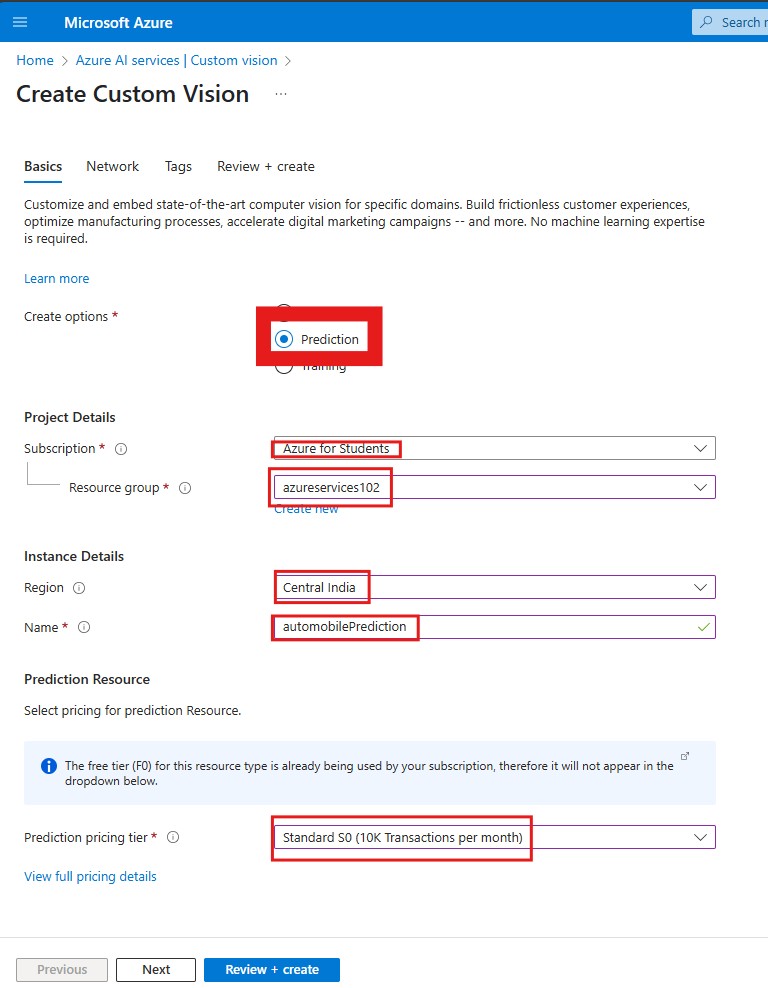 Microsoft Azure
Search r
Home > Azure AI services | Custom vision >
Create Custom Vision ...
Basics Network Tags Review + create
Customize and embed state-of-the-art computer vision for specific domains. Build frictionless customer experiences,
optimize manufacturing processes, accelerate digital marketing campaigns -- and more. No machine learning expertise
is required.
Learn more
Create options *
Prediction
Training
Project Details
Subscription * Azure for Students
Resource group * azureservices102
Create new
Instance Details
Region Central India
Name * automobilePrediction
Prediction Resource
Select pricing for prediction Resource.
The free tier (F0) for this resource type is already being used by your subscription, therefore it will not appear in the
dropdown below.
Prediction pricing tier * Standard S0 (10K Transactions per month)
View full pricing details
Previous Next Review + create